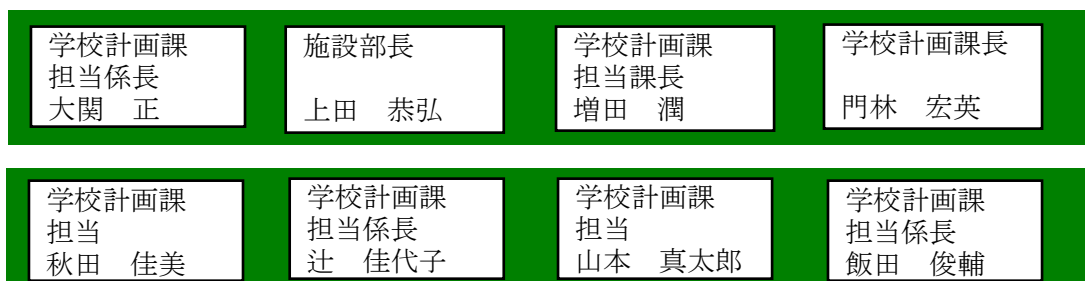 学校計画課
担当係長
大関　正
施設部長
上田　恭弘
学校計画課
担当課長
増田　潤
学校計画課長
門林　宏英
学校計画課
担当
秋田　佳美
学校計画課
担当係長
辻　佳代子
学校計画課
担当
山本　真太郎
学校計画課
担当係長
飯田　俊輔